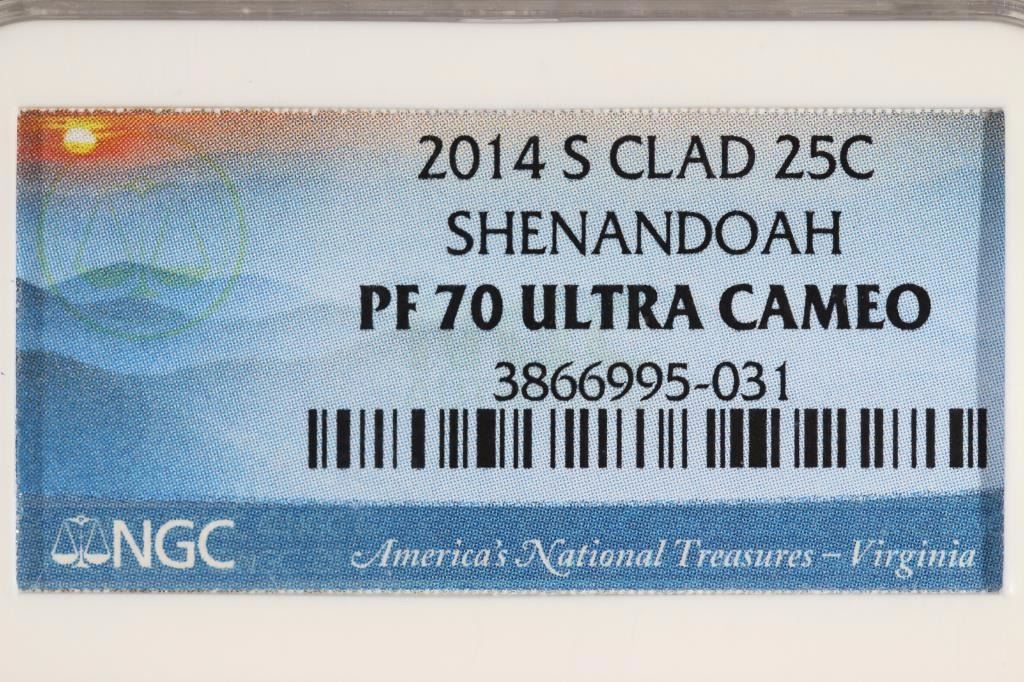 2014 S CLAD 25C
SHENANDOAH
PF 70 ULTRA CAMEO
3866995-031
NGC
America's National Treasures – Virginia